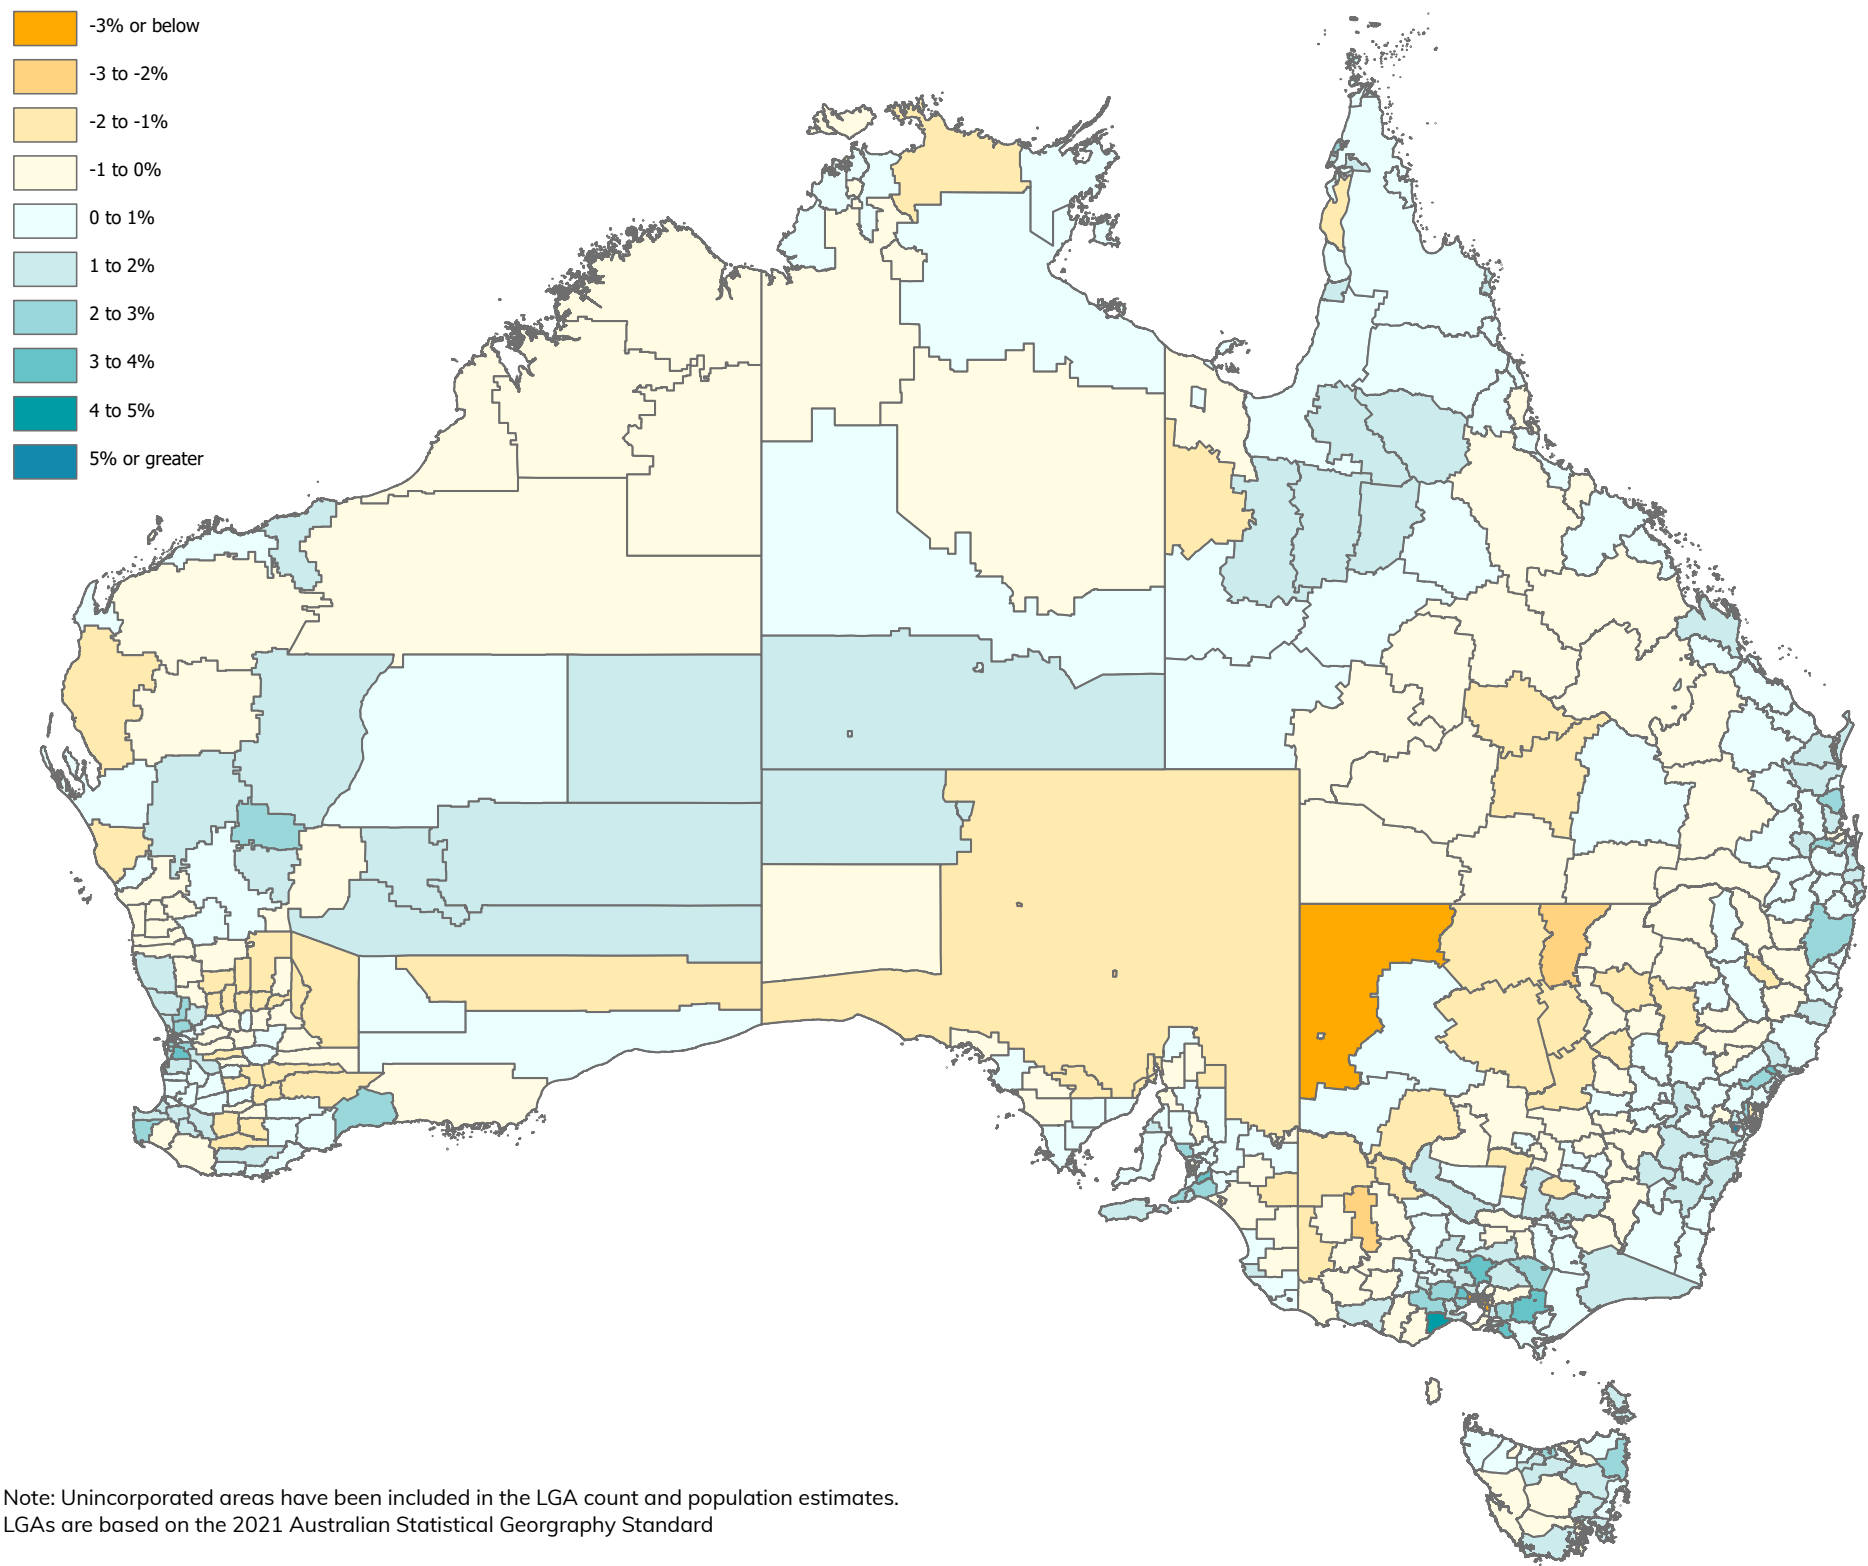 -3% or below
-3 to -2%
-2 to -1%
-1 to 0%
0 to 1%
1 to 2%
2 to 3%
3 to 4%
4 to 5%
5% or greater
Note: Unincorporated areas have been included in the LGA count and population estimates.
LGAs are based on the 2021 Australian Statistical Georgraphy Standard